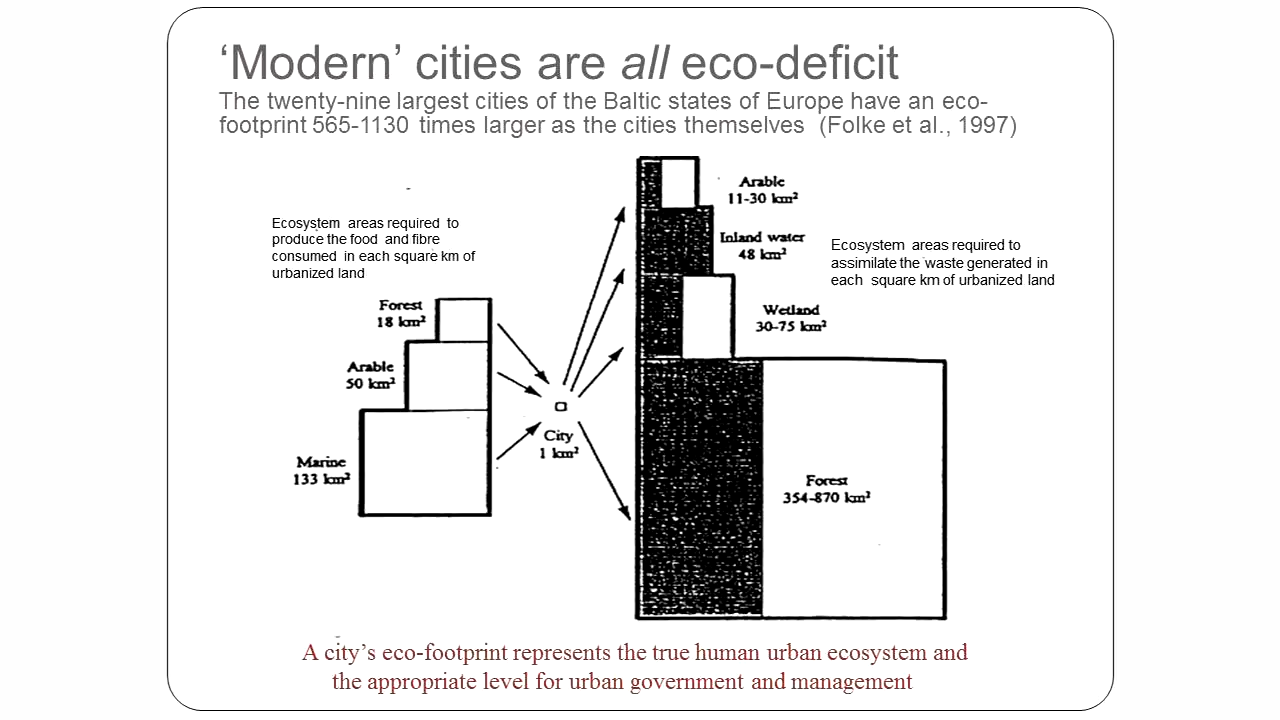 ‘Modern’ cities are all eco-deficit
The twenty-nine largest cities of the Baltic states of Europe have an eco-
footprint 565-1130 times larger as the cities themselves (Folke et al., 1997)
Ecosystem areas required to
produce the food and fibre
consumed in each square km of
urbanized land
Forest
18 km²
Arable
50 km²
Marine
133 km²
City
1 km²
Arable
11-30 km²
Inland water
48 km²
Wetland
30-75 km²
Forest
354-870 km²
Ecosystem areas required to
assimilate the waste generated in
each square km of urbanized land
A city’s eco-footprint represents the true human urban ecosystem and
the appropriate level for urban government and management